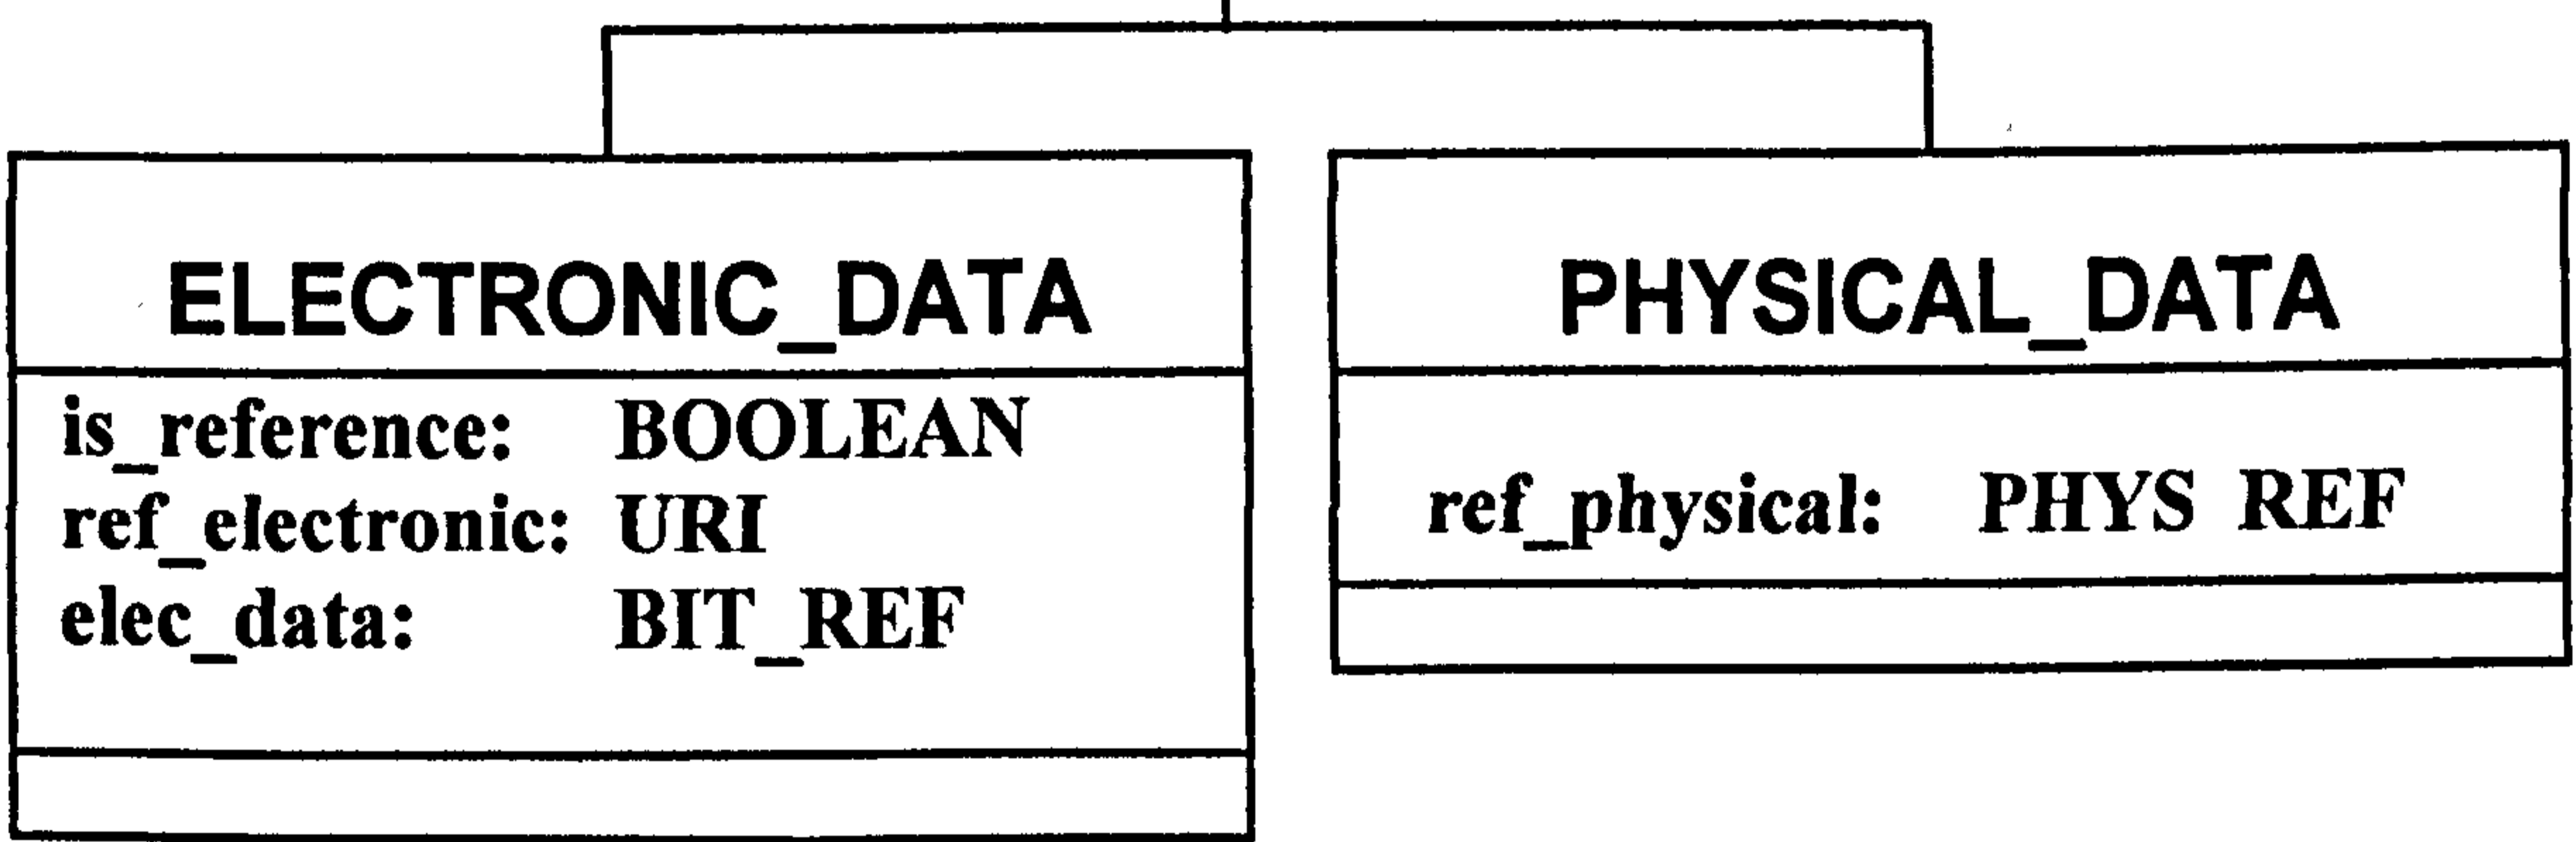 ELECTRONIC_DATA
is_reference: BOOLEAN
ref_electronic: URI
elec_data: BIT_REF
PHYSICAL_DATA
ref_physical: PHYS REF